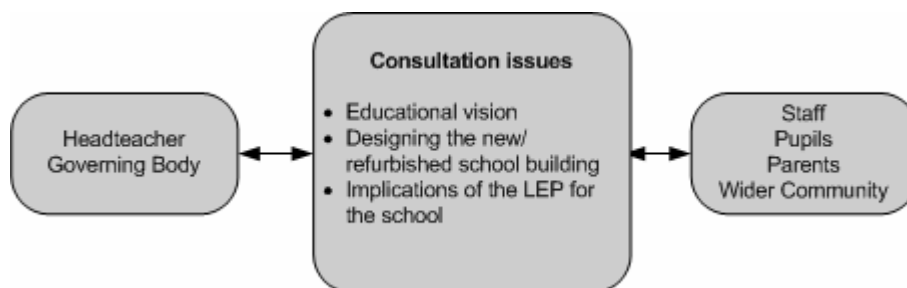 Headteacher
Governing Body
Consultation issues
• Educational vision
• Designing the new/
refurbished school building
• Implications of the LEP for
the school
Staff
Pupils
Parents
Wider Community